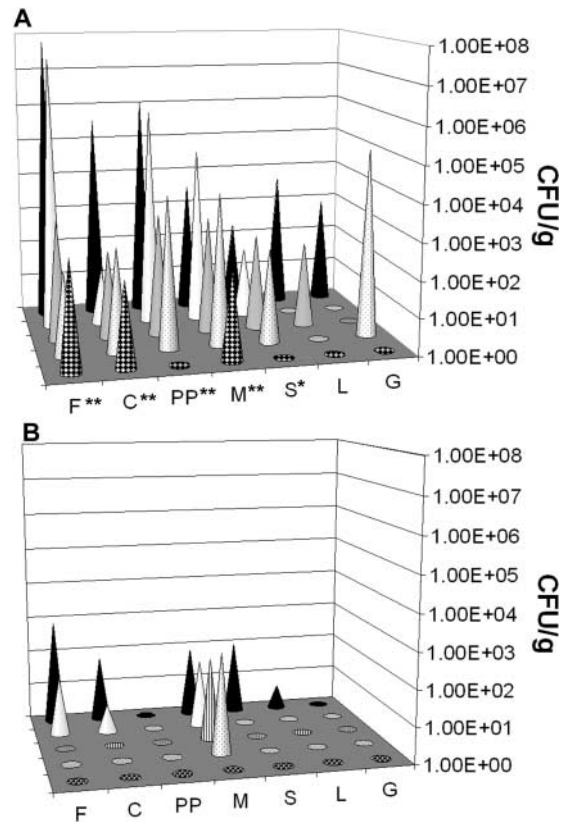 A
1.00E+08
1.00E+07
1.00E+06
1.00E+05
1.00E+04
1.00E+03
1.00E+02
1.00E+01
1.00E+00
CFU/g
F** C** PP** M** S* L G
B
1.00E+08
1.00E+07
1.00E+06
1.00E+05
1.00E+04
1.00E+03
1.00E+02
1.00E+01
1.00E+00
CFU/g
F C PP M S L G